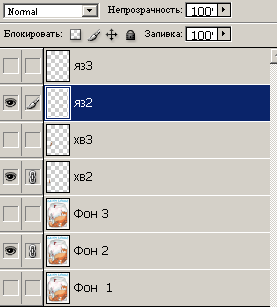 Normal Непрозрачность: 100
Блокировать: Заливка: 100
яз3
яз2
хв3
хв2
Фон 3
Фон 2
Фон 1